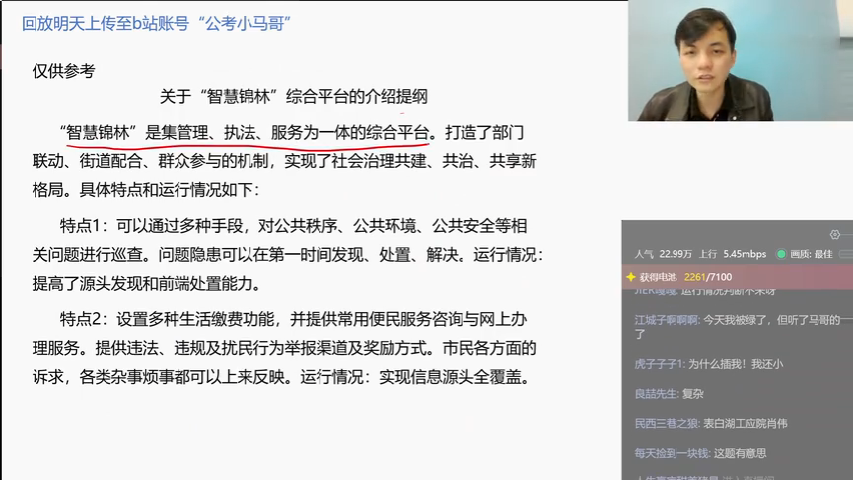 回放明天上传至b站账号“公考小马哥”
仅供参考
关于“智慧锦林”综合平台的介绍提纲
“智慧锦林”是集管理、执法、服务为一体的综合平台。打造了部门
联动、街道配合、群众参与的机制，实现了社会治理共建、共治、共享新
格局。具体特点和运行情况如下：
特点1：可以通过多种手段，对公共秩序、公共环境、公共安全等相
关问题进行巡查。问题隐患可以在第一时间发现、处置、解决。运行情况：
提高了源头发现和前端处置能力。
特点2：设置多种生活缴费功能，并提供常用便民服务咨询与网上办
理服务。提供违法、违规及扰民行为举报渠道及奖励方式。市民各方面的
诉求，各类杂事烦事都可以上来反映。运行情况：实现信息源头全覆盖。
人气 22.99万 上行 5.45mbps 画质: 最佳
获得电池 2261/7100
运行情况判断不来呀
江城子啊啊啊: 今天我被绿了，但听了马哥的一
了
虎子子子1: 为什么插我！我还小
良喆先生: 复杂
民西三巷之狼: 表白湖工应院肖伟
每天捡到一块钱: 这题有意思